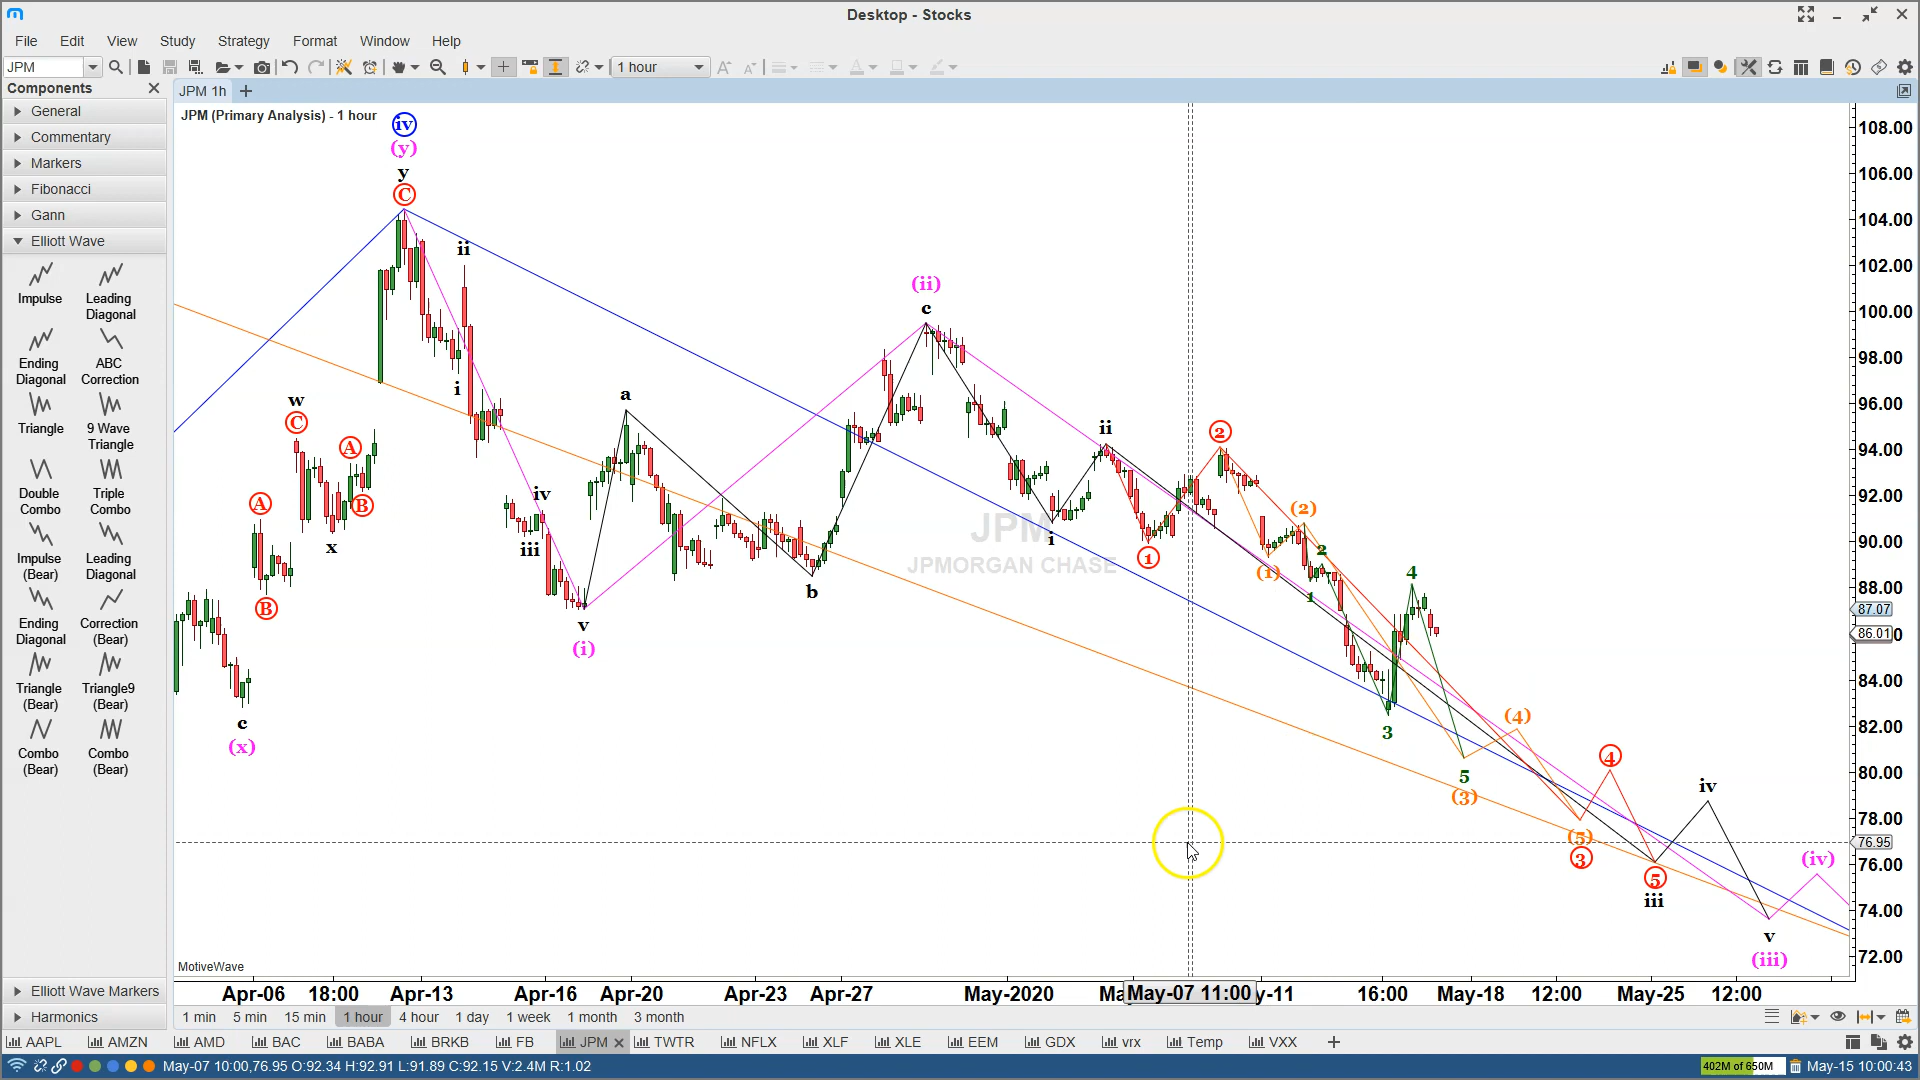 Desktop - Stocks
File Edit View Study Strategy Format Window Help
JPM
1 hour
Components
General
Commentary
Markers
Fibonacci
Gann
Elliott Wave
Impulse
Leading Diagonal
Ending Diagonal
ABC Correction
Triangle
9 Wave Triangle
Double Combo
Triple Combo
Impulse (Bear)
Leading Diagonal
Ending Diagonal
Correction (Bear)
Triangle (Bear)
Triangle9 (Bear)
Combo (Bear)
Combo (Bear)
Elliott Wave Markers
Harmonics
JPM 1h
JPM (Primary Analysis) - 1 hour
iv
(y)
y
C
ii
i
w
C
A
B
x
A
B
c
(x)
iv
iii
v
(i)
a
b
(ii)
c
i
ii
1
2
(1)
(2)
1
2
3
4
5
(3)
(4)
(5)
3
4
5
iii
iv
v
(iii)
(iv)
JPM
JPMORGAN CHASE
MotiveWave
108.00
106.00
104.00
102.00
100.00
98.00
96.00
94.00
92.00
90.00
88.00
87.07
86.01
84.00
82.00
80.00
78.00
76.95
76.00
74.00
72.00
Apr-06 18:00 Apr-13 Apr-16 Apr-20 Apr-23 Apr-27 May-2020 May-07 11:00 y-11 16:00 May-18 12:00 May-25 12:00
1 min 5 min 15 min 1 hour 4 hour 1 day 1 week 1 month 3 month
AAPL AMZN AMD BAC BABA BRKB FB JPM TWTR NFLX XLF XLE EEM GDX vrx Temp VXX
May-07 10:00,76.95 O:92.34 H:92.91 L:91.89 C:92.15 V:2.4M R:1.02
402M of 650M
May-15 10:00:43